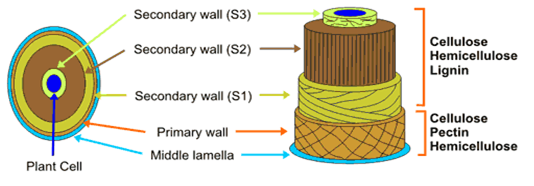 Secondary wall (S3)
Secondary wall (S2)
Secondary wall (S1)
Primary wall
Middle lamella
Plant Cell
Cellulose
Hemicellulose
Lignin
Cellulose
Pectin
Hemicellulose